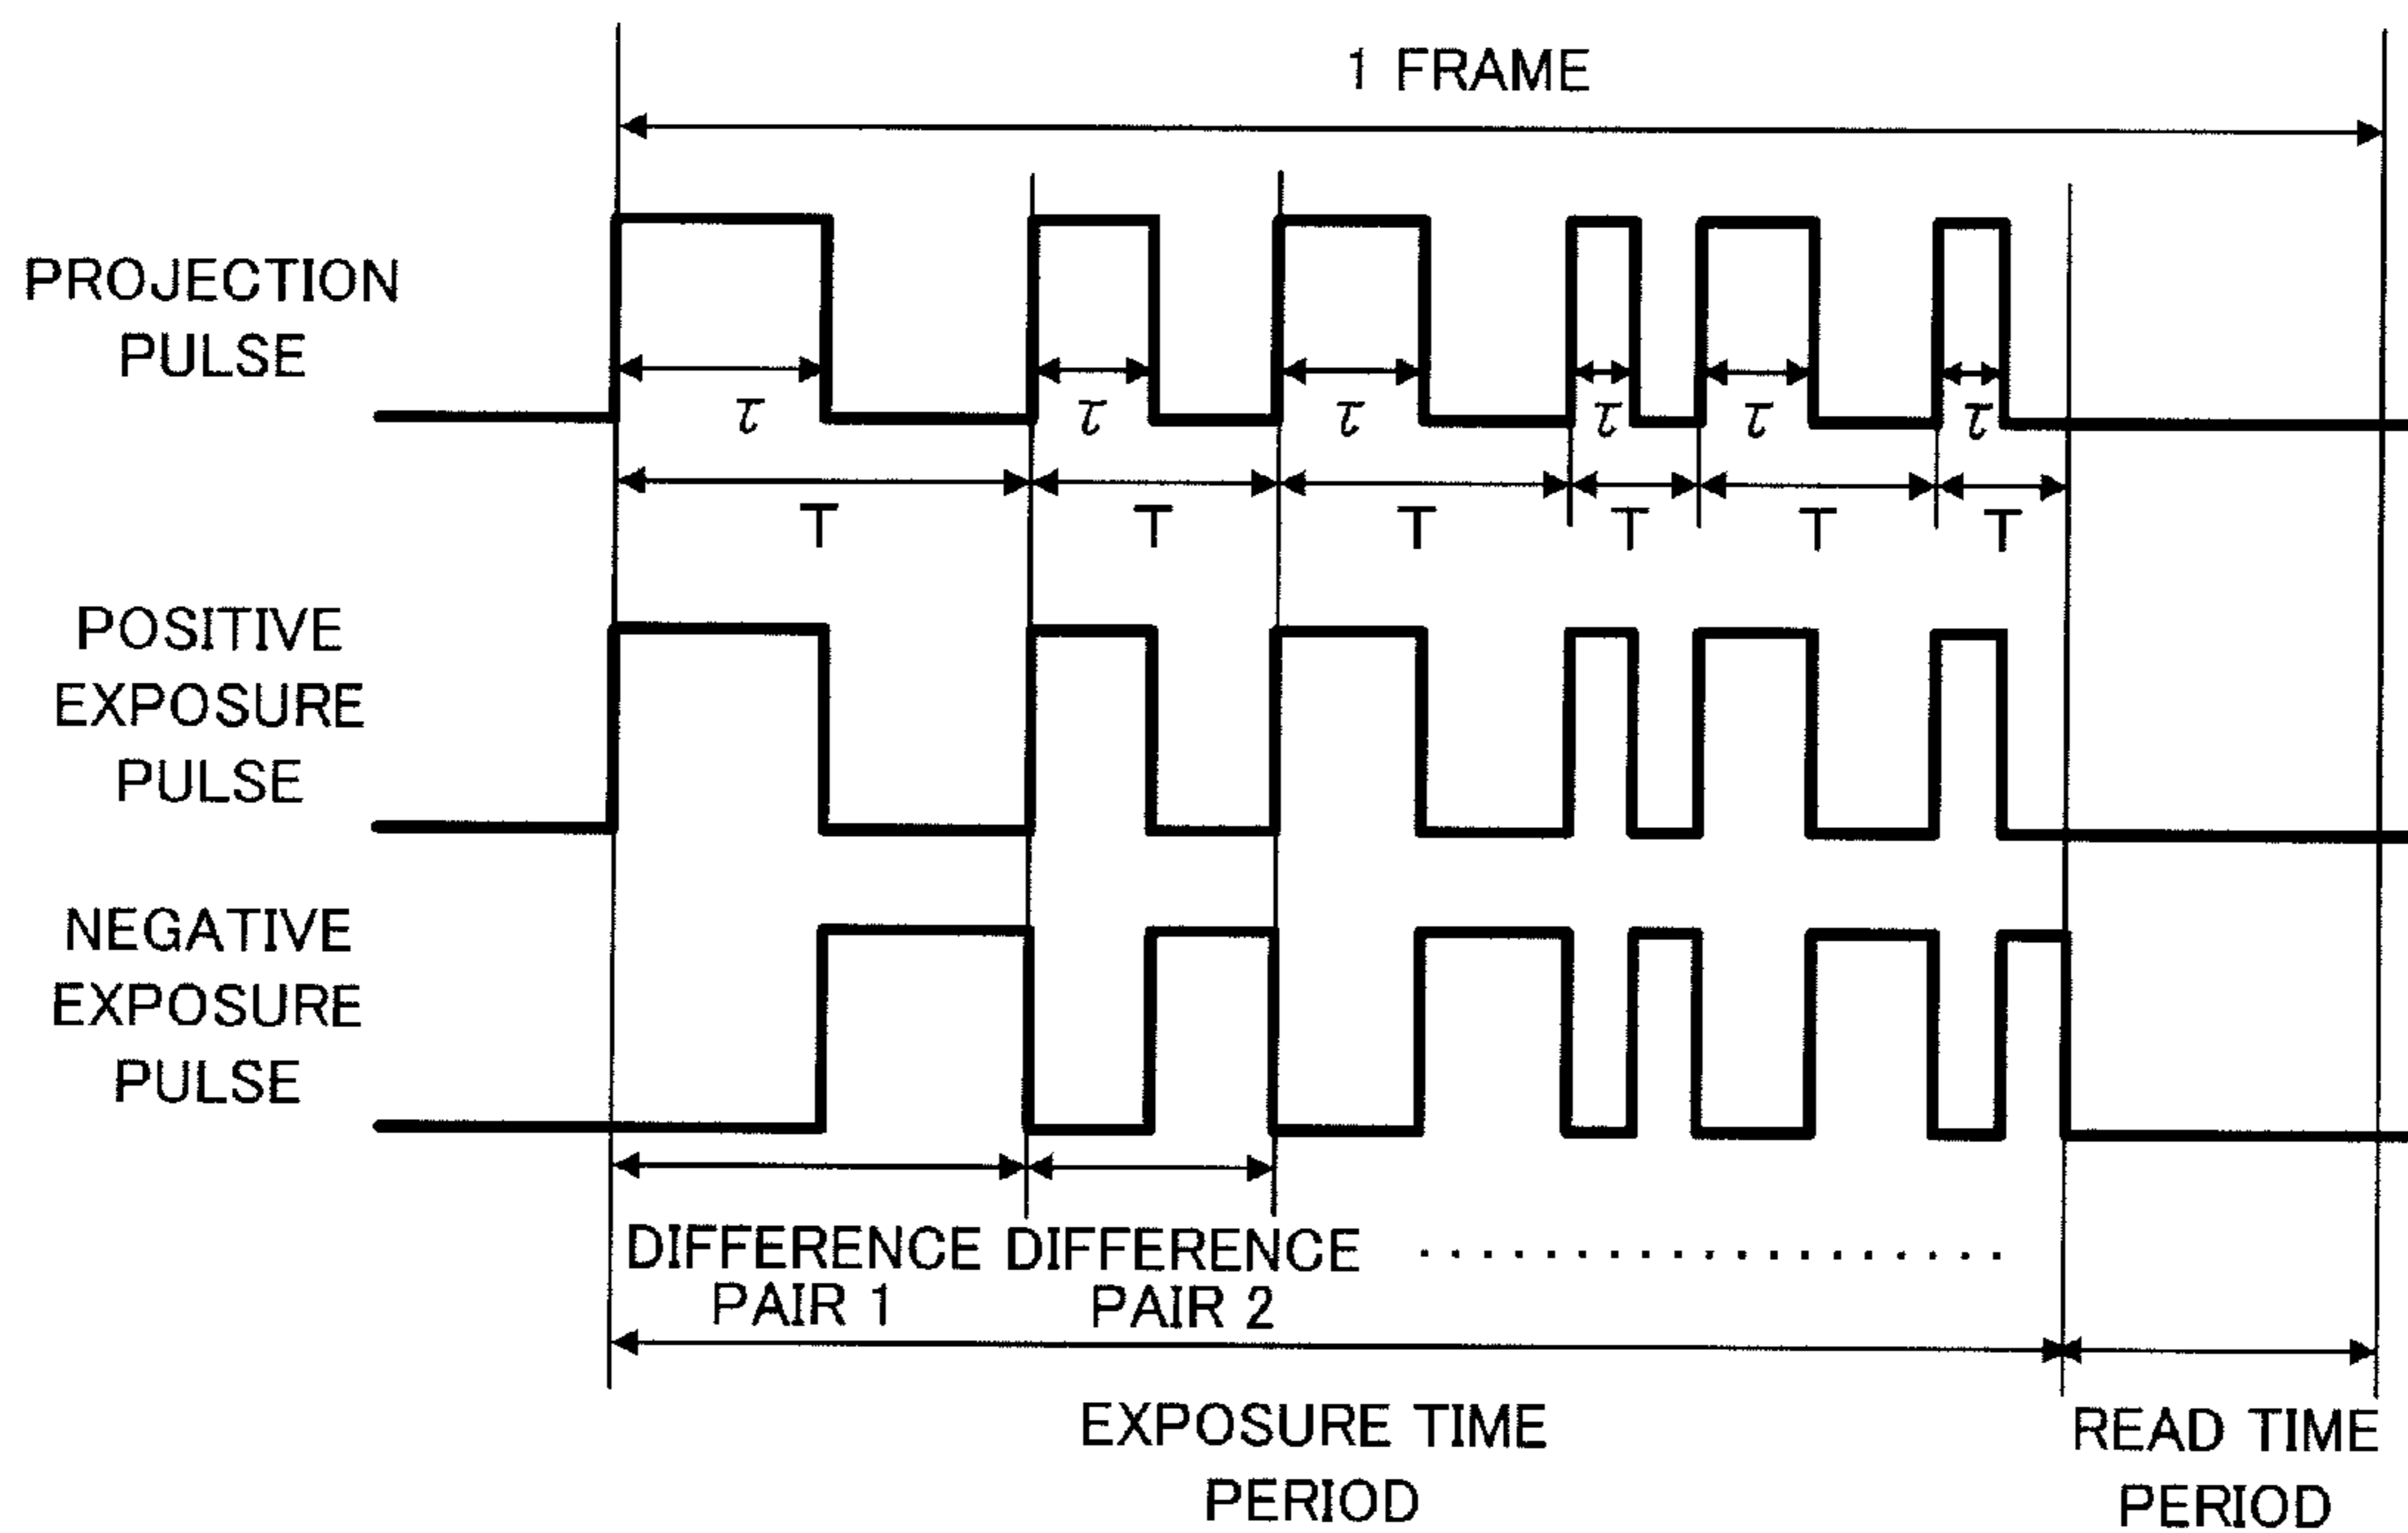 1 FRAME
PROJECTION
PULSE
τ τ τ τ τ τ
T T T T T T
POSITIVE
EXPOSURE
PULSE
NEGATIVE
EXPOSURE
PULSE
DIFFERENCE DIFFERENCE ...................
PAIR 1 PAIR 2
EXPOSURE TIME
PERIOD
READ TIME
PERIOD